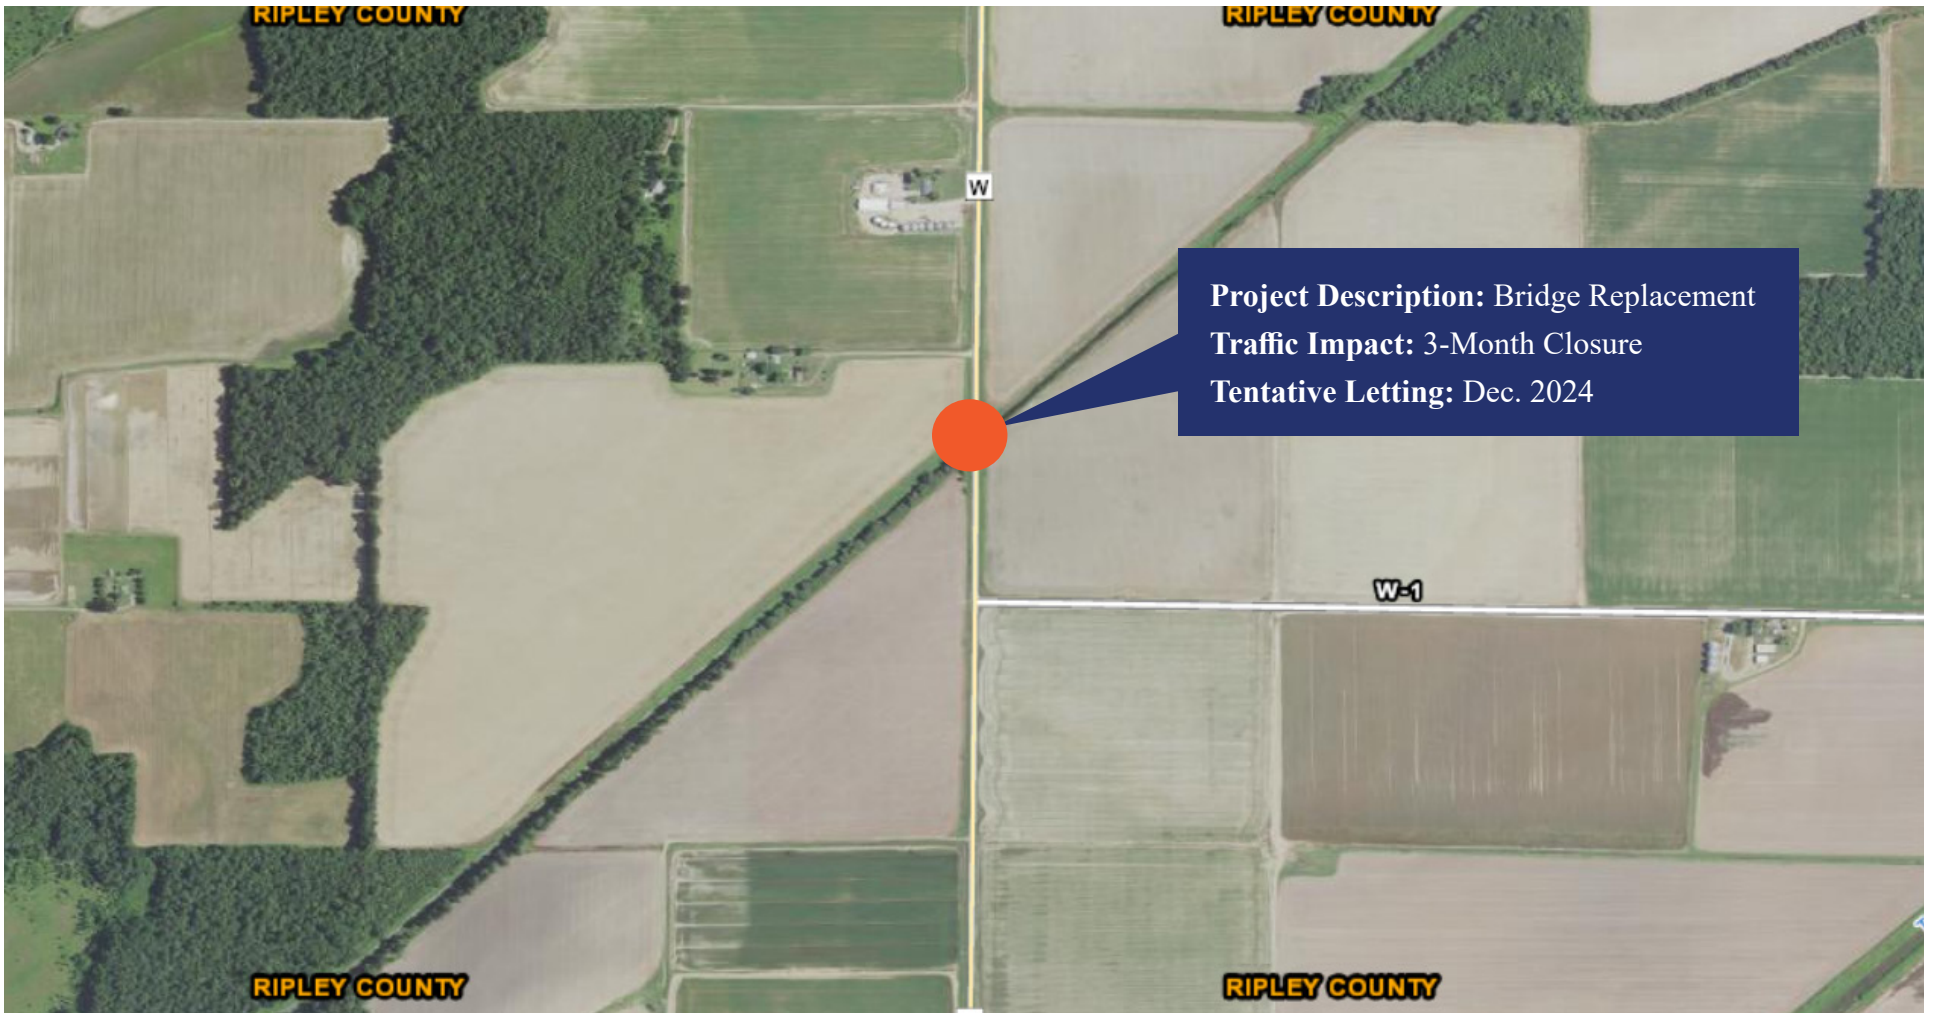 RIPLEY COUNTY
RIPLEY COUNTY
W
Project Description: Bridge Replacement
Traffic Impact: 3-Month Closure
Tentative Letting: Dec. 2024
W-1
RIPLEY COUNTY
RIPLEY COUNTY